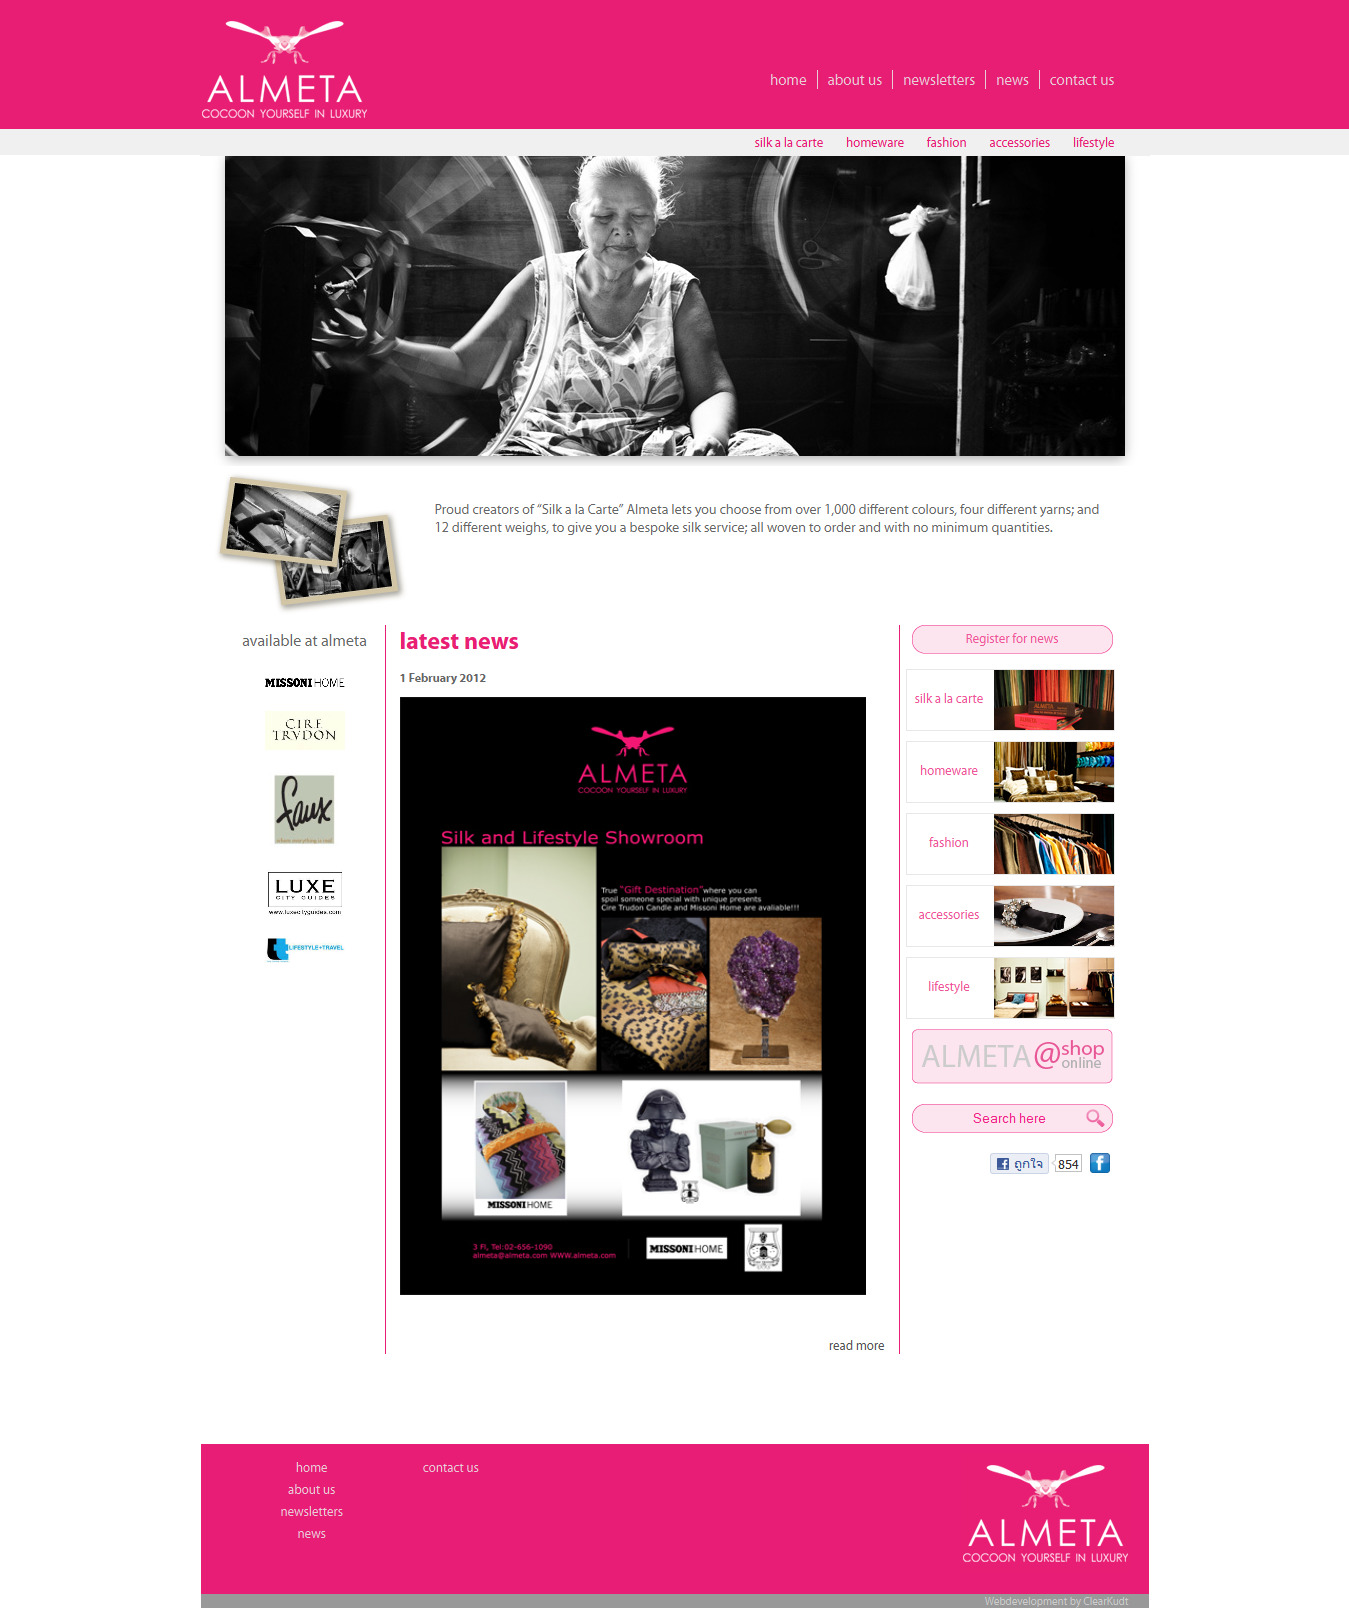 ALMETA
COCOON YOURSELF IN LUXURY
home
about us
newsletters
news
contact us
silk a la carte
homeware
fashion
accessories
lifestyle
Proud creators of “Silk a la Carte” Almeta lets you choose from over 1,000 different colours, four different yarns; and
12 different weighs, to give you a bespoke silk service; all woven to order and with no minimum quantities.
available at almeta
MISSONI HOME
CIRE
TRVDON
faux
LUXE
CITY GUIDES
www.luxecityguides.com
LIFESTYLE+TRAVEL
latest news
1 February 2012
ALMETA
COCOON YOURSELF IN LUXURY
Silk and Lifestyle Showroom
True "Gift Destination" where you can
spoil someone special with unique presents
Cire Trudon Candle and Missoni Home are avaliable!!!
MISSONI HOME
3 Fl, Tel:02-656-1090
almeta@almeta.com WWW.almeta.com
MISSONI HOME
read more
Register for news
silk a la carte
ALMETA
homeware
fashion
accessories
lifestyle
ALMETA @ shop
online
Search here
ถูกใจ
854
home
about us
newsletters
news
contact us
ALMETA
COCOON YOURSELF IN LUXURY
Webdevelopment by ClearKudt